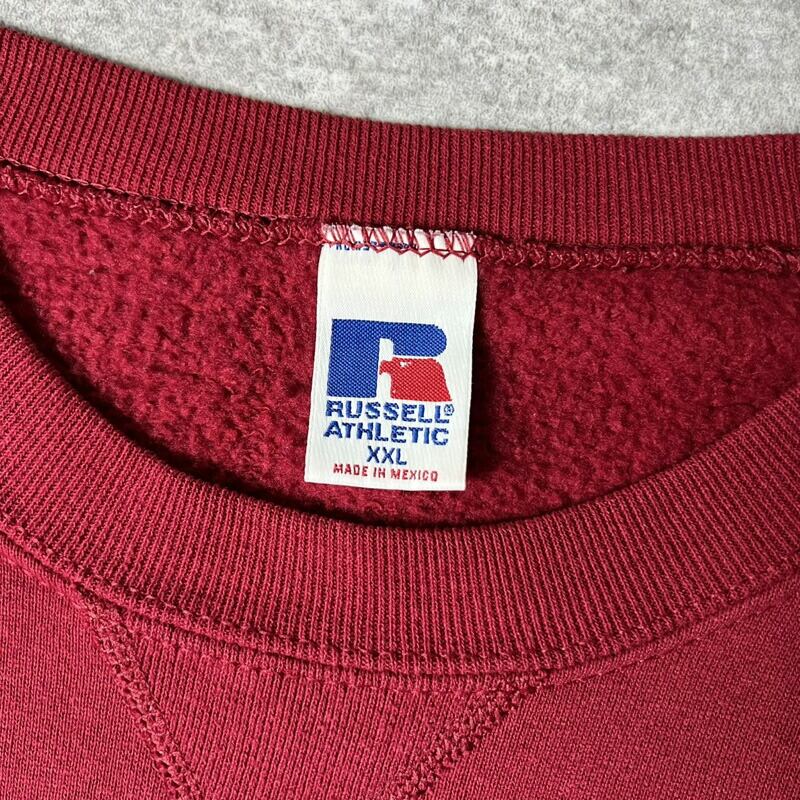 R
RUSSELL®
ATHLETIC
XXL
MADE IN MEXICO